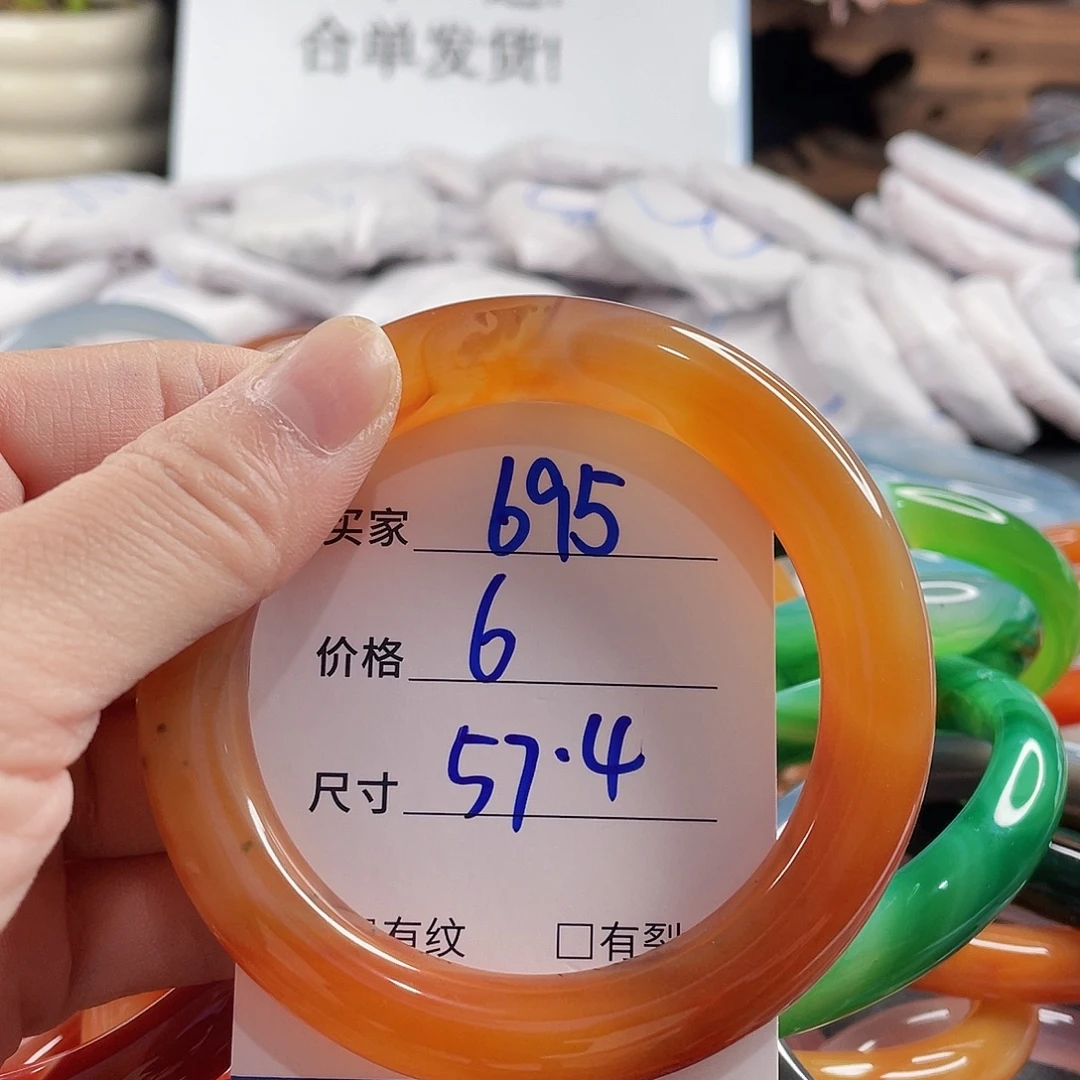 合单发货!
买家 695
价格 6
尺寸 57.4
有纹 □有裂